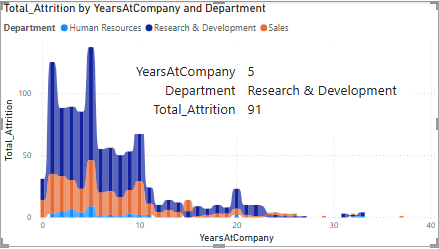 Total_Attrition by YearsAtCompany and Department
Department Human Resources Research & Development Sales
YearsAtCompany 5
Department Research & Development
Total_Attrition 91
Total_Attrition
100
50
0
0 10 20 30 40
YearsAtCompany